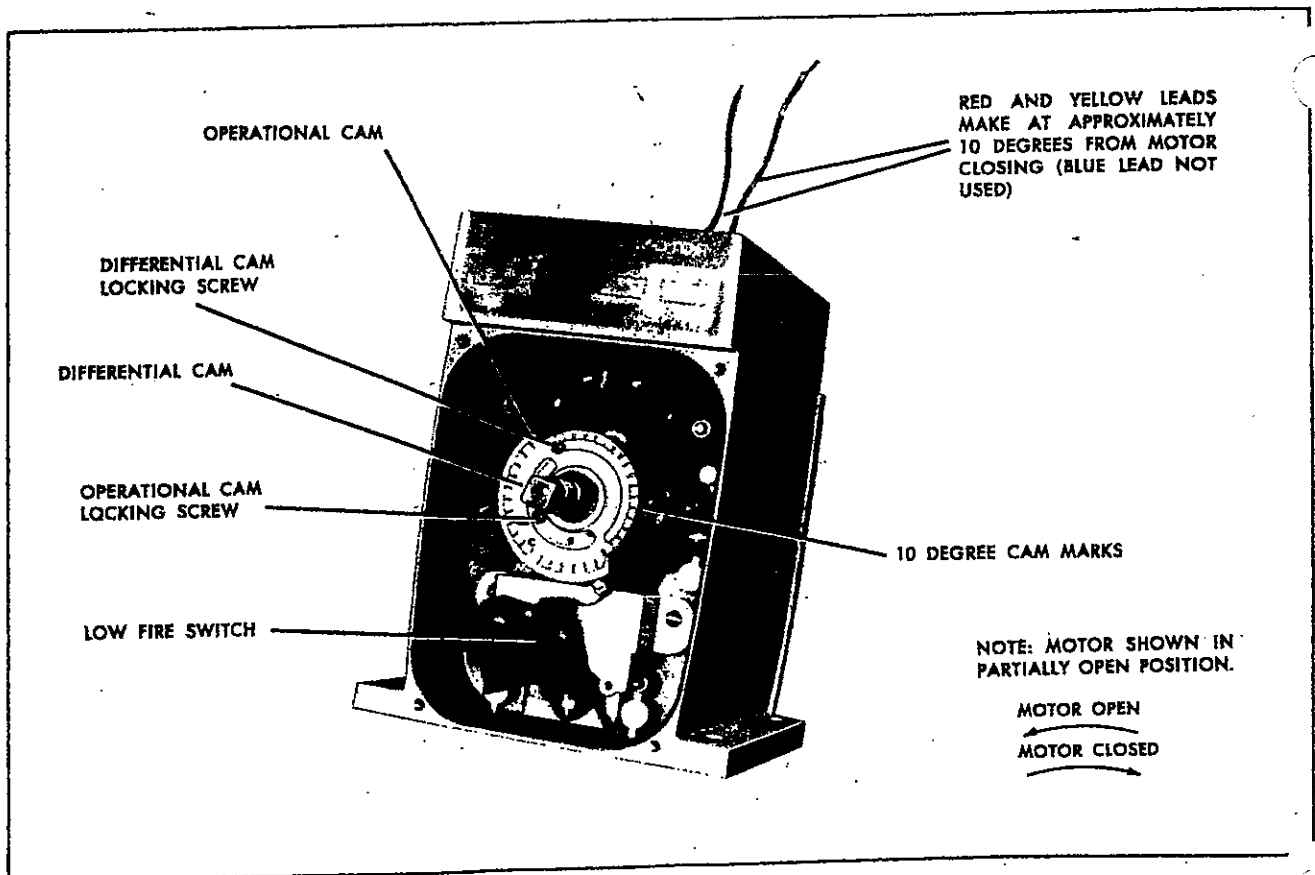 OPERATIONAL CAM
DIFFERENTIAL CAM
LOCKING SCREW
DIFFERENTIAL CAM
OPERATIONAL CAM
LOCKING SCREW
LOW FIRE SWITCH
RED AND YELLOW LEADS
MAKE AT APPROXIMATELY
10 DEGREES FROM MOTOR
CLOSING (BLUE LEAD NOT
USED)
10 DEGREE CAM MARKS
NOTE: MOTOR SHOWN IN
PARTIALLY OPEN POSITION.
MOTOR OPEN
MOTOR CLOSED